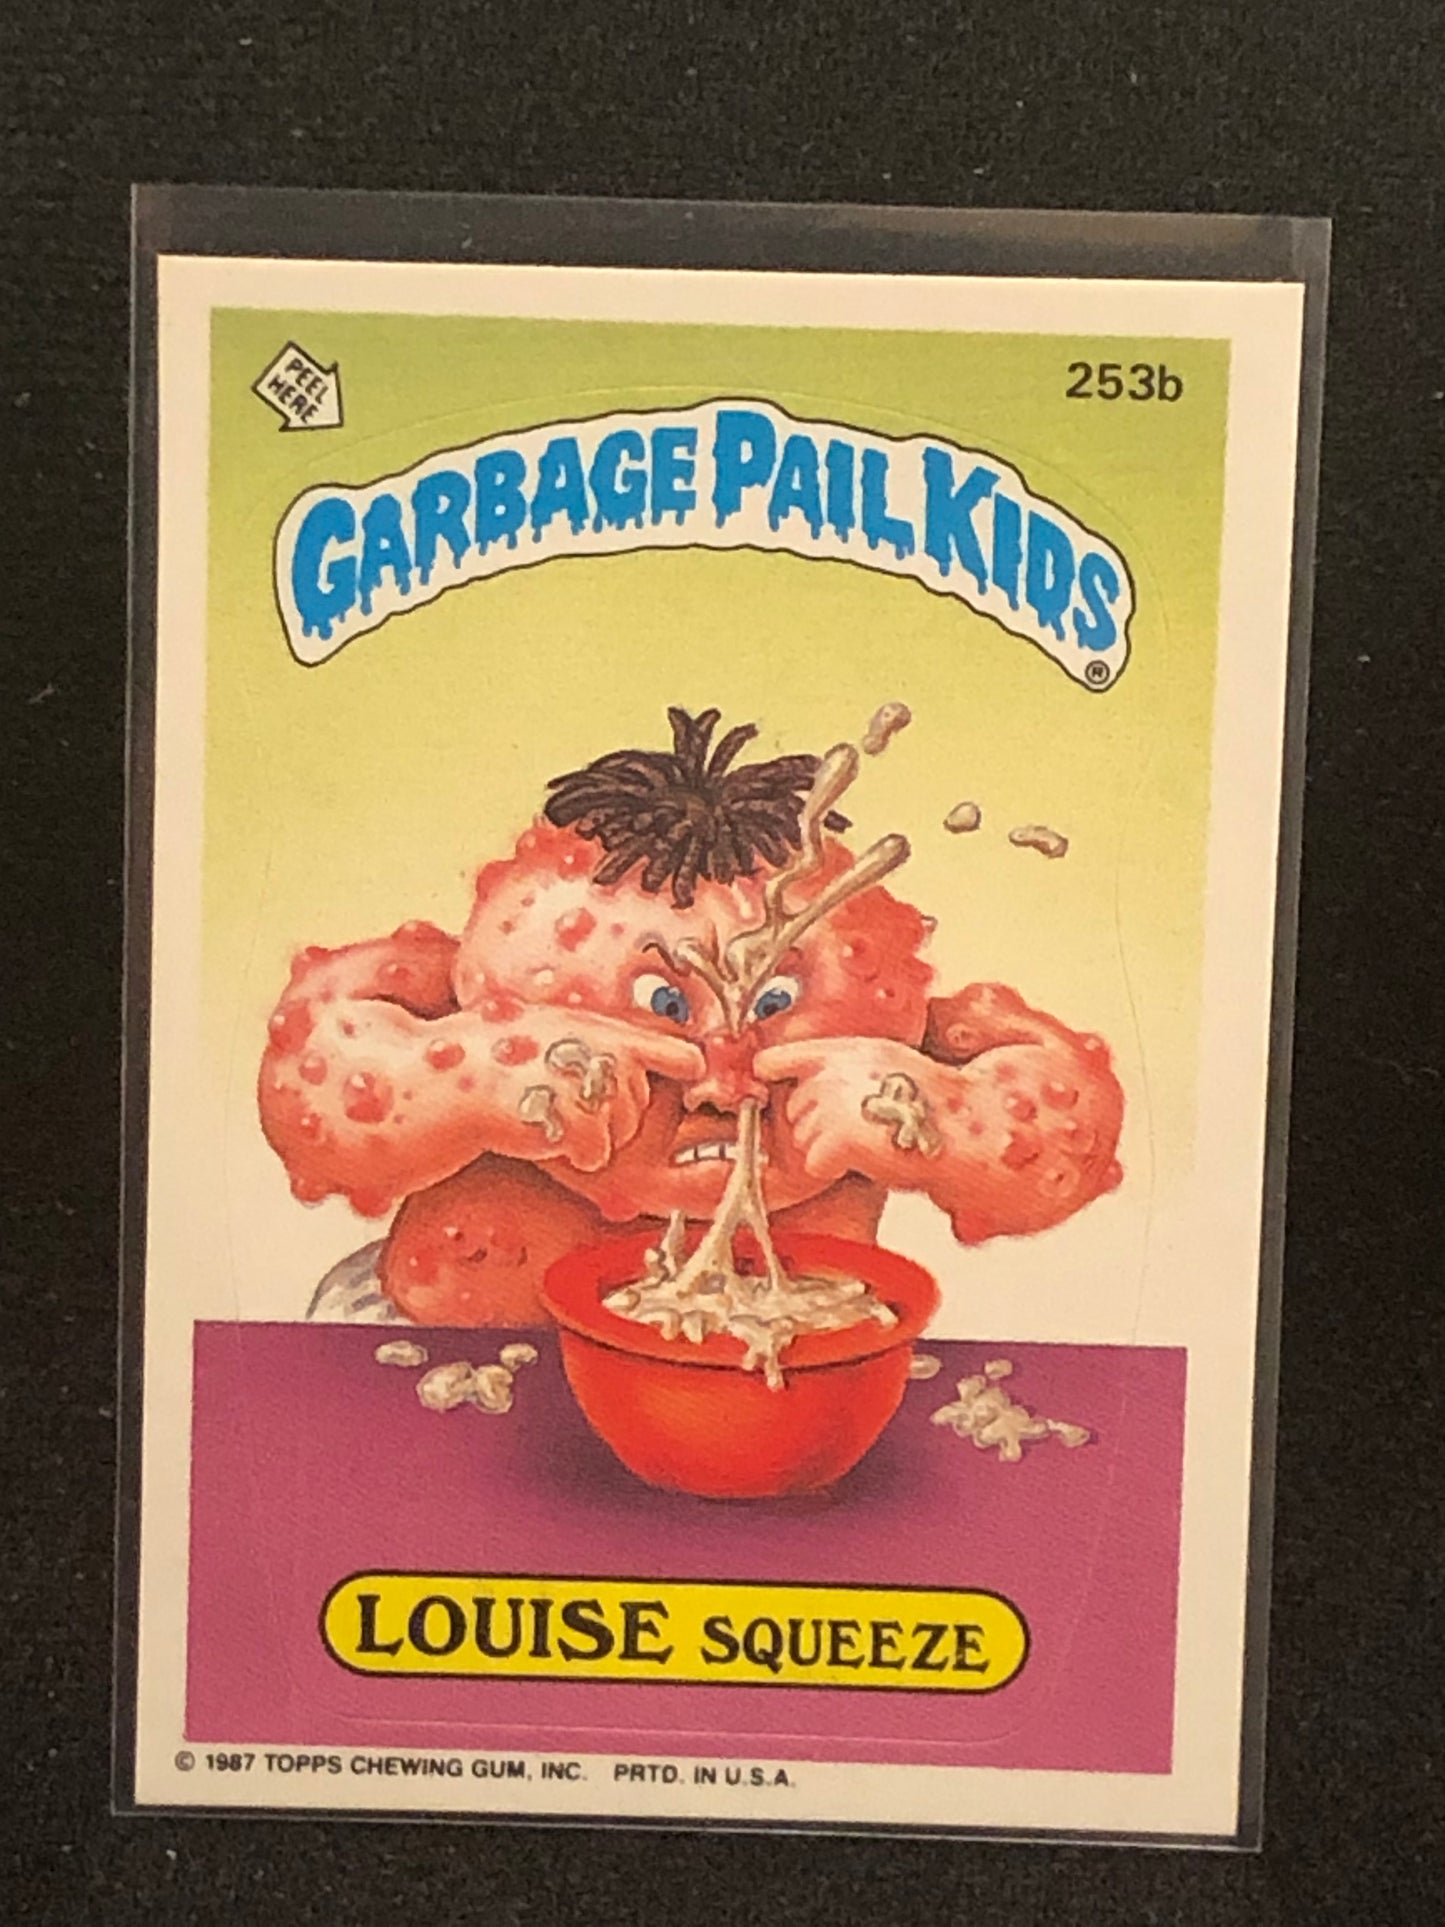 PEEL
HERE
253b
GARBAGE PAIL KIDS
®
LOUISE SQUEEZE
© 1987 TOPPS CHEWING GUM, INC. PRTD. IN U.S.A.